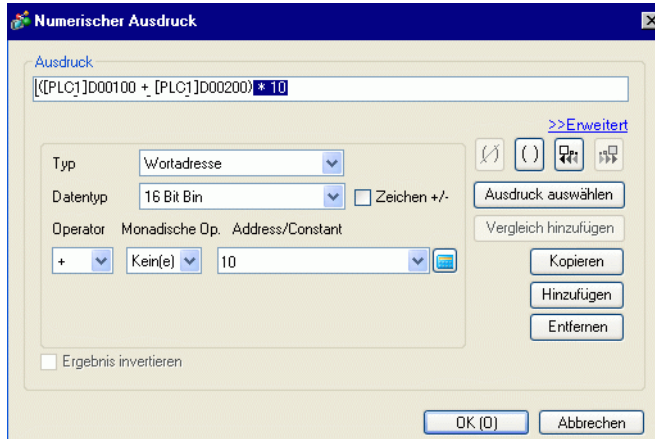 Numerischer Ausdruck
Ausdruck
([PLC1]D00100 + [PLC1]D00200) * 10
>>Erweitert
Typ
Wortadresse
( )
Datentyp
16 Bit Bin
Zeichen +/-
Ausdruck auswählen
Operator Monadische Op. Address/Constant
Vergleich hinzufügen
+
Kein(e)
10
Kopieren
Hinzufügen
Entfernen
Ergebnis invertieren
OK (O)
Abbrechen